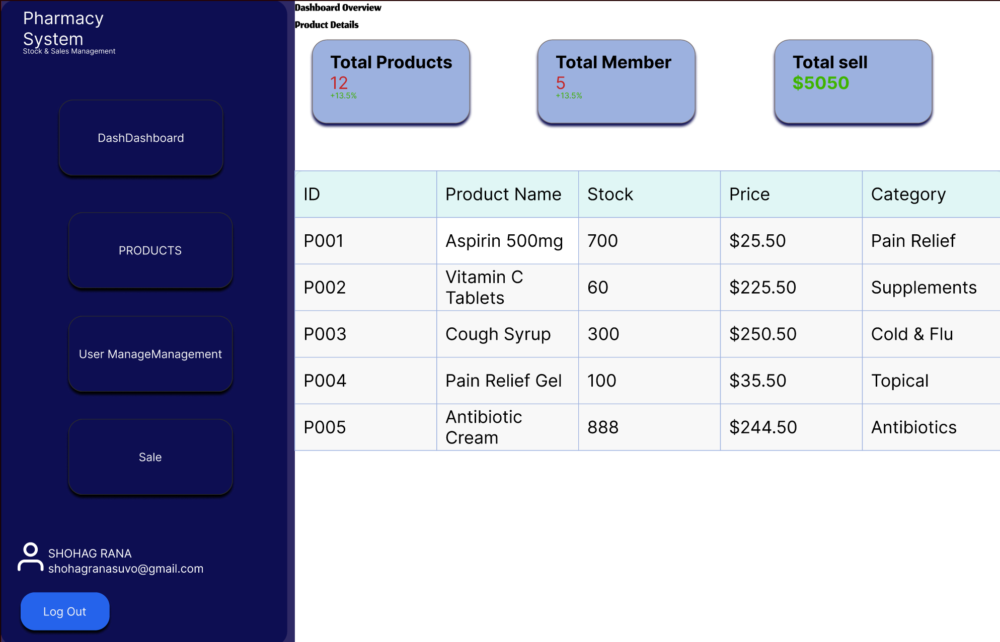 Pharmacy
System
Stock & Sales Management
DashDashboard
PRODUCTS
User ManageManagement
Sale
SHOHAG RANA
shohagranasuvo@gmail.com
Log Out
Dashboard Overview
Product Details
Total Products
12
+13.5%
Total Member
5
+13.5%
Total sell
$5050
ID Product Name Stock Price Category
P001 Aspirin 500mg 700 $25.50 Pain Relief
P002 Vitamin C
Tablets 60 $225.50 Supplements
P003 Cough Syrup 300 $250.50 Cold & Flu
P004 Pain Relief Gel 100 $35.50 Topical
P005 Antibiotic
Cream 888 $244.50 Antibiotics